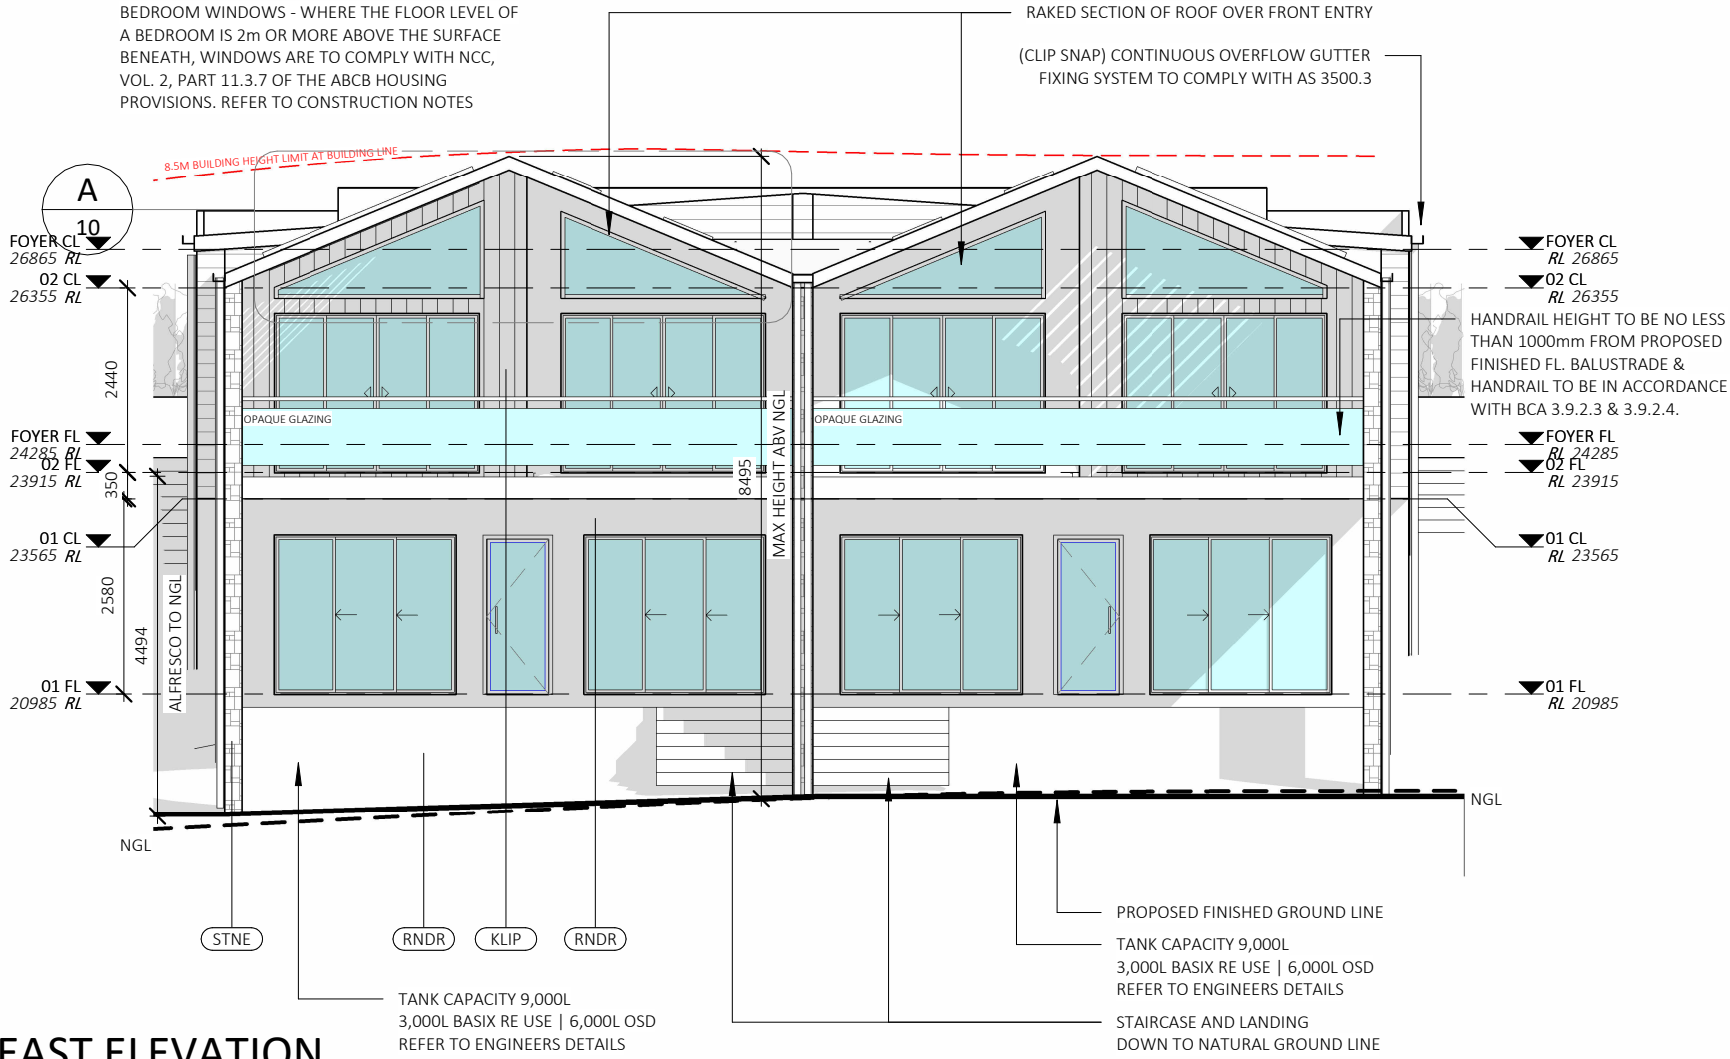 BEDROOM WINDOWS - WHERE THE FLOOR LEVEL OF
A BEDROOM IS 2m OR MORE ABOVE THE SURFACE
BENEATH, WINDOWS ARE TO COMPLY WITH NCC,
VOL. 2, PART 11.3.7 OF THE ABCB HOUSING
PROVISIONS. REFER TO CONSTRUCTION NOTES
RAKED SECTION OF ROOF OVER FRONT ENTRY
(CLIP SNAP) CONTINUOUS OVERFLOW GUTTER
FIXING SYSTEM TO COMPLY WITH AS 3500.3
8.5M BUILDING HEIGHT LIMIT AT BUILDING LINE
A
10
FOYER CL
26865 RL
02 CL
26355 RL
2440
FOYER FL
24285 RL
02 FL
23915 RL
350
01 CL
23565 RL
2580
4494
ALFRESCO TO NGL
01 FL
20985 RL
OPAQUE GLAZING
8495
MAX HEIGHT ABV NGL
OPAQUE GLAZING
FOYER CL
RL 26865
02 CL
RL 26355
HANDRAIL HEIGHT TO BE NO LESS
THAN 1000mm FROM PROPOSED
FINISHED FL. BALUSTRADE &
HANDRAIL TO BE IN ACCORDANCE
WITH BCA 3.9.2.3 & 3.9.2.4.
FOYER FL
RL 24285
02 FL
RL 23915
01 CL
RL 23565
01 FL
RL 20985
NGL
NGL
STNE
RNDR
KLIP
RNDR
PROPOSED FINISHED GROUND LINE
TANK CAPACITY 9,000L
3,000L BASIX RE USE | 6,000L OSD
REFER TO ENGINEERS DETAILS
TANK CAPACITY 9,000L
3,000L BASIX RE USE | 6,000L OSD
REFER TO ENGINEERS DETAILS
STAIRCASE AND LANDING
DOWN TO NATURAL GROUND LINE
EAST ELEVATION